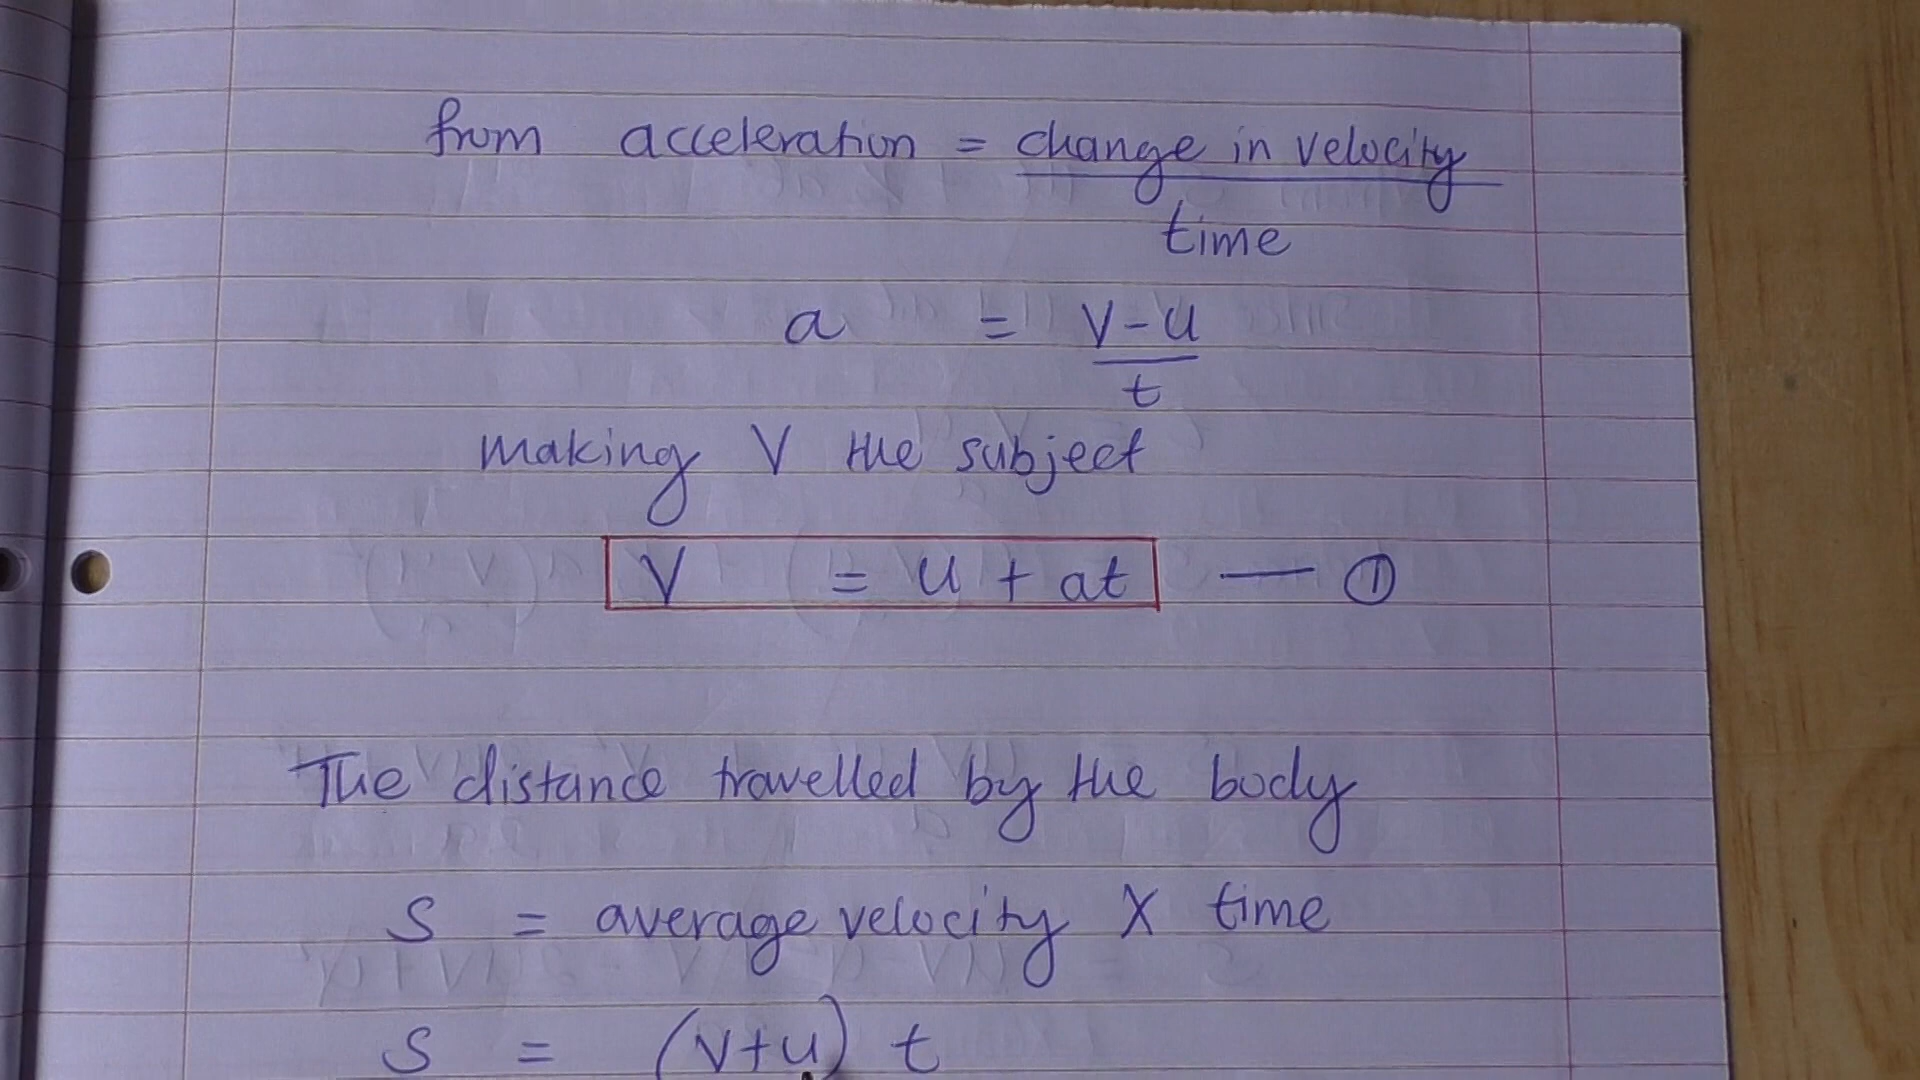 from acceleration = change in velocity
time
a = v-u
t
making V the subject
V = u + at — ①
The distance travelled by the body
S = average velocity X time
S = (v+u) t